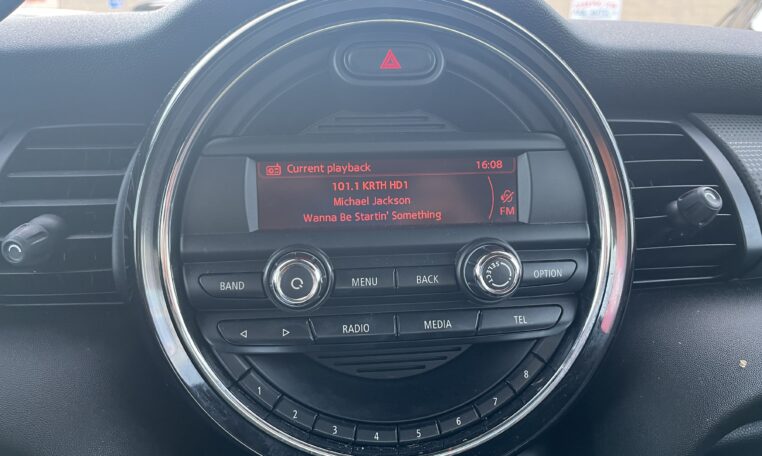 Current playback 16:08
101.1 KRTH HD1
Michael Jackson
Wanna Be Startin' Something
FM
BAND MENU BACK SELECT OPTION
RADIO MEDIA TEL
1 2 3 4 5 6 7 8